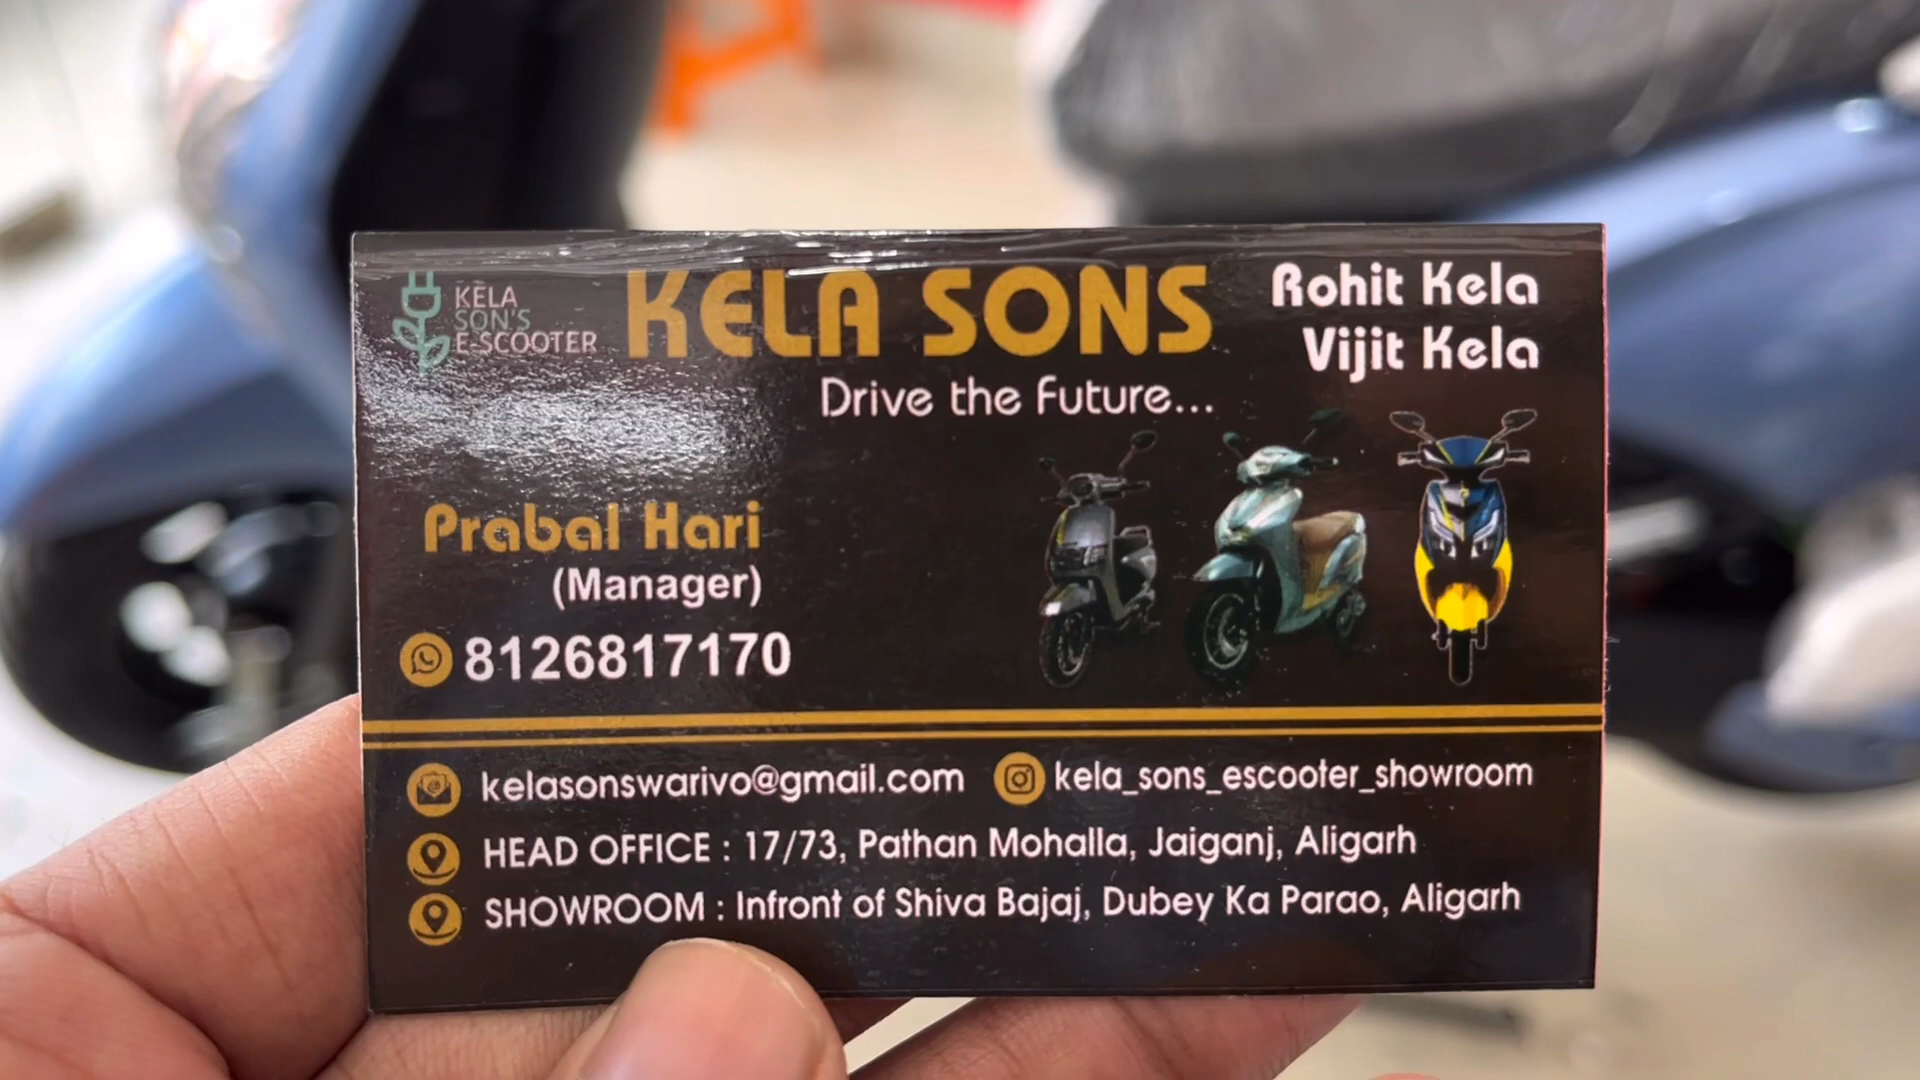 KELA
SON'S
E-SCOOTER
KELA SONS
Drive the Future...
Rohit Kela
Vijit Kela
Prabal Hari
(Manager)
8126817170
kelasonswarivo@gmail.com
kela_sons_escooter_showroom
HEAD OFFICE : 17/73, Pathan Mohalla, Jaiganj, Aligarh
SHOWROOM : Infront of Shiva Bajaj, Dubey Ka Parao, Aligarh